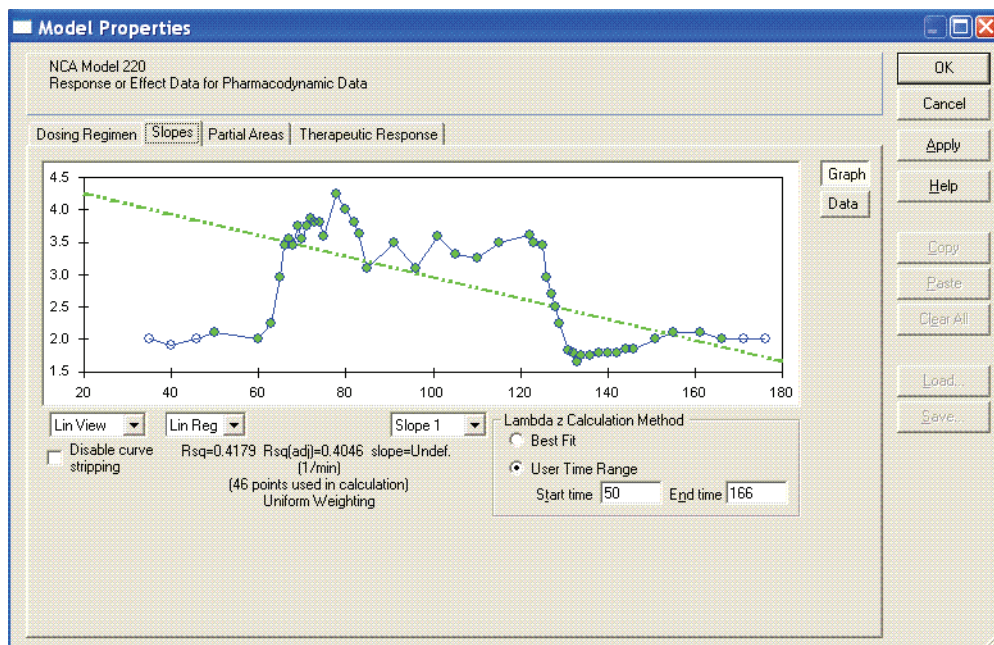 Model Properties
NCA Model 220
Response or Effect Data for Pharmacodynamic Data
OK
Cancel
Apply
Help
Copy
Paste
Clear All
Load...
Save...
Dosing Regimen Slopes Partial Areas Therapeutic Response
Graph
Data
4.5
4.0
3.5
3.0
2.5
2.0
1.5
20 40 60 80 100 120 140 160 180
Lin View Lin Reg Slope 1
Disable curve
stripping
Rsq=0.4179 Rsq(adj)=0.4046 slope=Undef.
(1/min)
(46 points used in calculation)
Uniform Weighting
Lambda z Calculation Method
Best Fit
User Time Range
Start time 50 End time 166